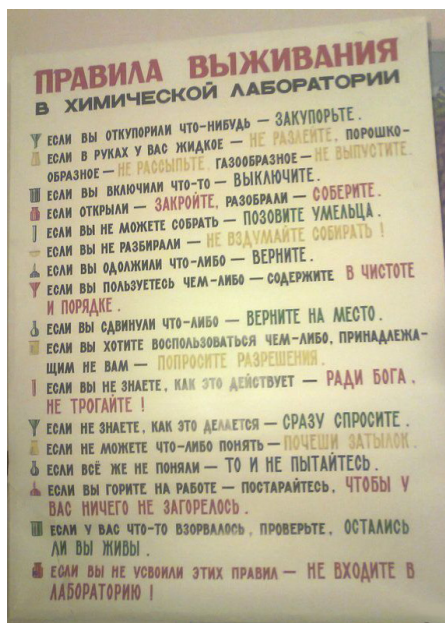 ПРАВИЛА ВЫЖИВАНИЯ
В ХИМИЧЕСКОЙ ЛАБОРАТОРИИ
ЕСЛИ ВЫ ОТКУПОРИЛИ ЧТО-НИБУДЬ — ЗАКУПОРЬТЕ.
ЕСЛИ В РУКАХ У ВАС ЖИДКОЕ — НЕ РАЗЛЕЙТЕ, ПОРОШКО-
ОБРАЗНОЕ — НЕ РАССЫПЬТЕ, ГАЗООБРАЗНОЕ — НЕ ВЫПУСТИТЕ.
ЕСЛИ ВЫ ВКЛЮЧИЛИ ЧТО-ТО — ВЫКЛЮЧИТЕ.
ЕСЛИ ОТКРЫЛИ — ЗАКРОЙТЕ, РАЗОБРАЛИ — СОБЕРИТЕ.
ЕСЛИ ВЫ НЕ МОЖЕТЕ СОБРАТЬ — ПОЗОВИТЕ УМЕЛЬЦА.
ЕСЛИ ВЫ НЕ РАЗБИРАЛИ — НЕ ВЗДУМАЙТЕ СОБИРАТЬ!
ЕСЛИ ВЫ ОДОЛЖИЛИ ЧТО-ЛИБО — ВЕРНИТЕ.
ЕСЛИ ВЫ ПОЛЬЗУЕТЕСЬ ЧЕМ-ЛИБО — СОДЕРЖИТЕ В ЧИСТОТЕ
И ПОРЯДКЕ.
ЕСЛИ ВЫ СДВИНУЛИ ЧТО-ЛИБО — ВЕРНИТЕ НА МЕСТО.
ЕСЛИ ВЫ ХОТИТЕ ВОСПОЛЬЗОВАТЬСЯ ЧЕМ-ЛИБО, ПРИНАДЛЕЖА-
ЩИМ НЕ ВАМ — ПОПРОСИТЕ РАЗРЕШЕНИЯ.
ЕСЛИ ВЫ НЕ ЗНАЕТЕ, КАК ЭТО ДЕЙСТВУЕТ — РАДИ БОГА,
НЕ ТРОГАЙТЕ!
ЕСЛИ НЕ ЗНАЕТЕ, КАК ЭТО ДЕЛАЕТСЯ — СРАЗУ СПРОСИТЕ.
ЕСЛИ НЕ МОЖЕТЕ ЧТО-ЛИБО ПОНЯТЬ — ПОЧЕШИ ЗАТЫЛОК.
ЕСЛИ ВСЁ ЖЕ НЕ ПОНЯЛИ — ТО И НЕ ПЫТАЙТЕСЬ.
ЕСЛИ ВЫ ГОРИТЕ НА РАБОТЕ — ПОСТАРАЙТЕСЬ, ЧТОБЫ У
ВАС НИЧЕГО НЕ ЗАГОРЕЛОСЬ.
ЕСЛИ У ВАС ЧТО-ТО ВЗОРВАЛОСЬ, ПРОВЕРЬТЕ, ОСТАЛИСЬ
ЛИ ВЫ ЖИВЫ.
ЕСЛИ ВЫ НЕ УСВОИЛИ ЭТИХ ПРАВИЛ — НЕ ВХОДИТЕ В
ЛАБОРАТОРИЮ!